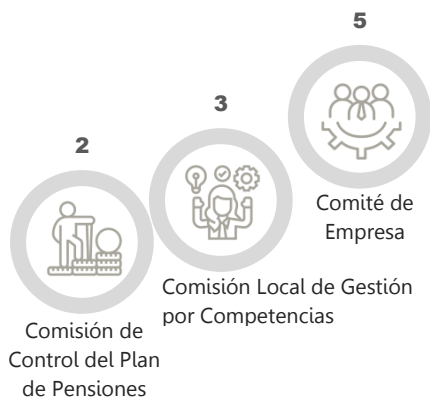 5
Comité de
Empresa
3
Comisión Local de Gestión
por Competencias
2
Comisión de
Control del Plan
de Pensiones